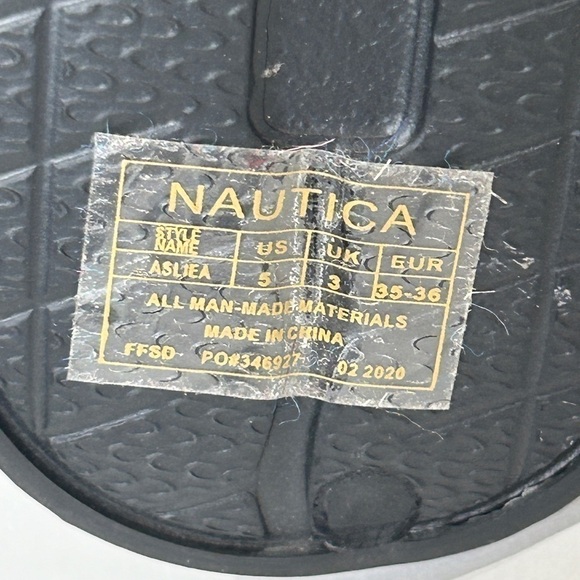 NAUTICA
STYLE NAME US UK EUR
ASLIEA 5 3 35-36
ALL MAN-MADE MATERIALS
MADE IN CHINA
FFSD PO#346927 02 2020